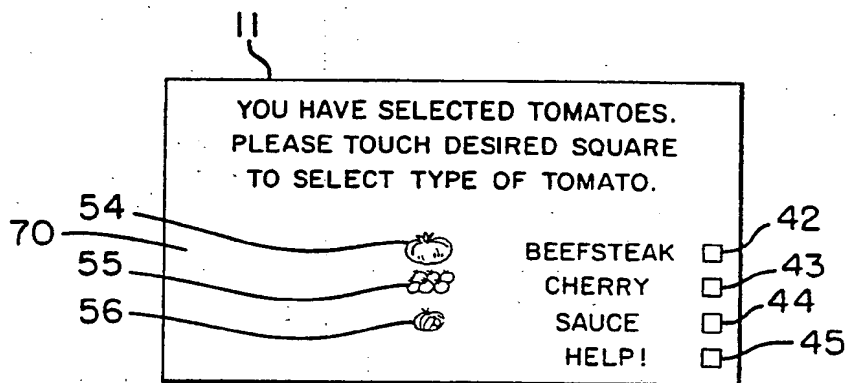 11
YOU HAVE SELECTED TOMATOES.
PLEASE TOUCH DESIRED SQUARE
TO SELECT TYPE OF TOMATO.
54
70
55
56
BEEFSTEAK
42
CHERRY
43
SAUCE
44
HELP!
45